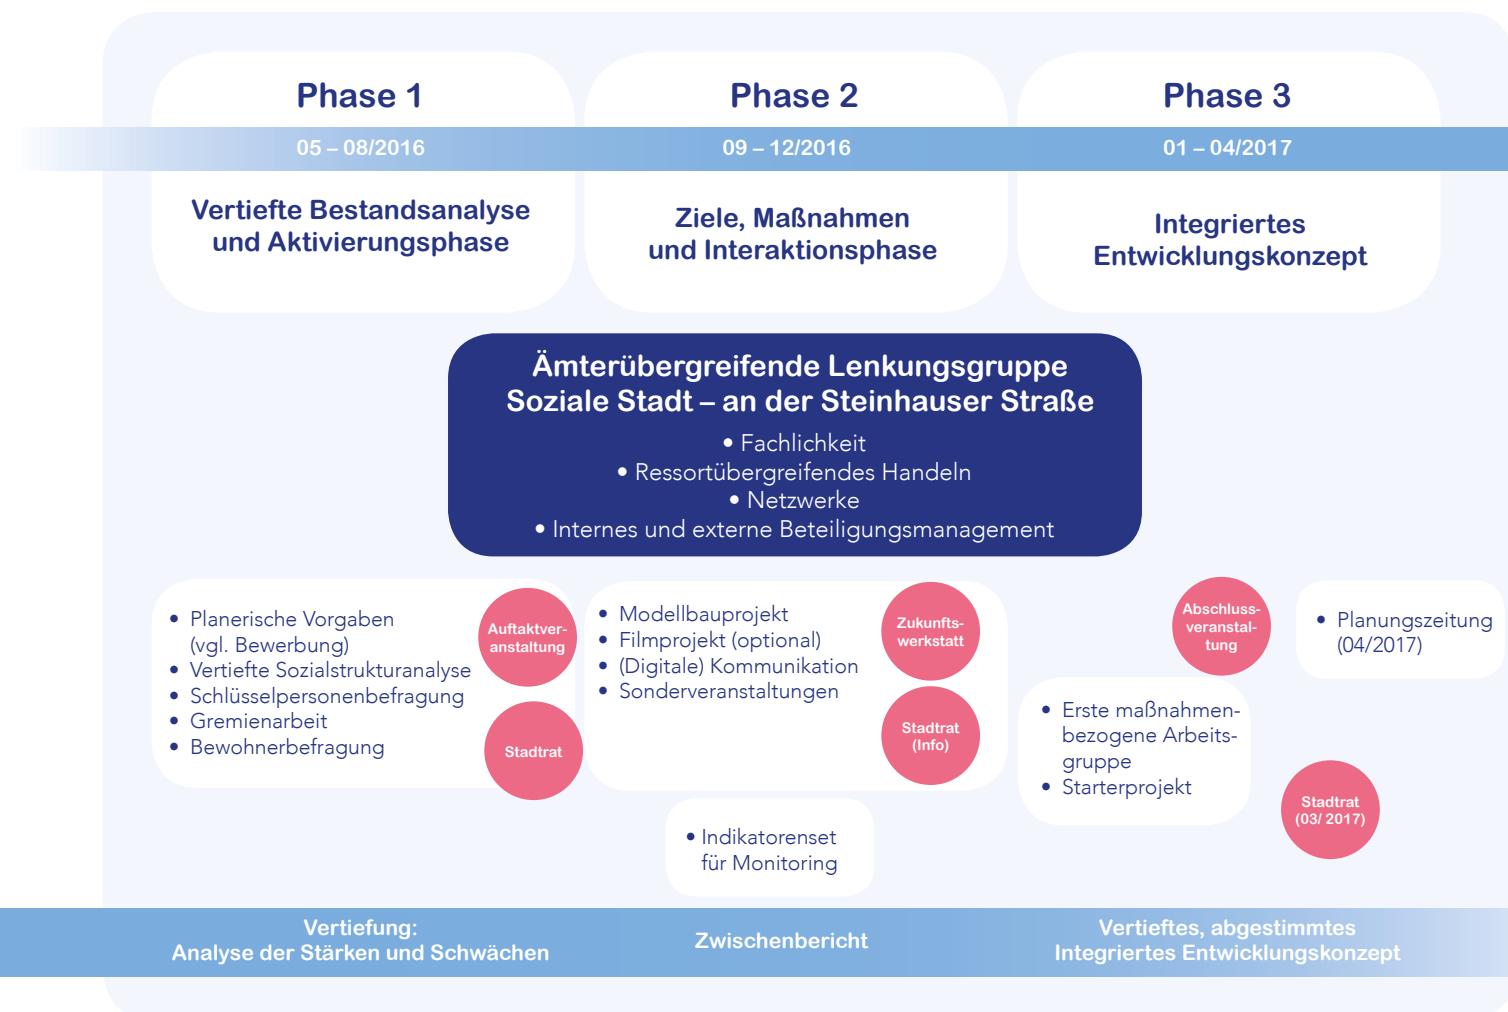 Phase 1
05 – 08/2016
Vertiefte Bestandsanalyse
und Aktivierungsphase
Phase 2
09 – 12/2016
Ziele, Maßnahmen
und Interaktionsphase
Phase 3
01 – 04/2017
Integriertes
Entwicklungskonzept
Ämterübergreifende Lenkungsgruppe
Soziale Stadt – an der Steinhauser Straße
• Fachlichkeit
• Ressortübergreifendes Handeln
• Netzwerke
• Internes und externe Beteiligungsmanagement
• Planerische Vorgaben
(vgl. Bewerbung)
• Vertiefte Sozialstrukturanalyse
• Schlüsselpersonenbefragung
• Gremienarbeit
• Bewohnerbefragung
Auftaktver-
anstaltung
Stadtrat
• Modellbauprojekt
• Filmprojekt (optional)
• (Digitale) Kommunikation
• Sonderveranstaltungen
Zukunfts-
werkstatt
Stadtrat
(Info)
• Indikatorenset
für Monitoring
Abschluss-
veranstal-
tung
• Planungszeitung
(04/2017)
• Erste maßnahmen-
bezogene Arbeits-
gruppe
• Starterprojekt
Stadtrat
(03/ 2017)
Vertiefung:
Analyse der Stärken und Schwächen
Zwischenbericht
Vertieftes, abgestimmtes
Integriertes Entwicklungskonzept